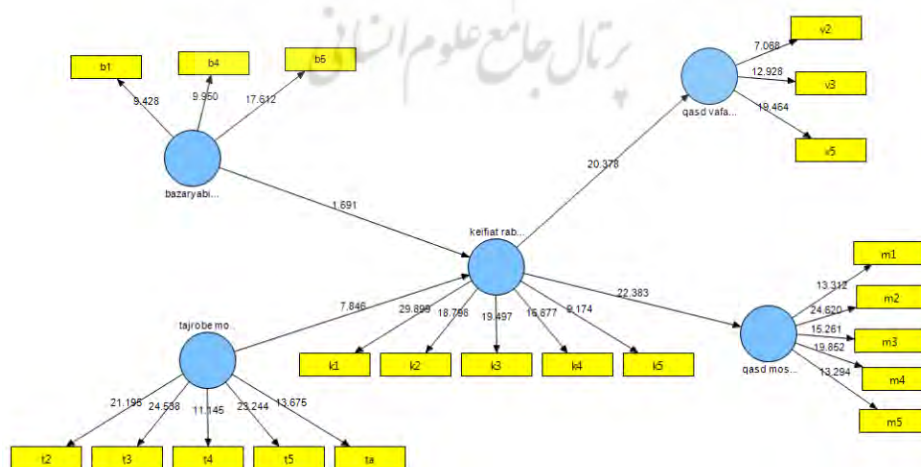 پرتال جامع علوم انسانی
b1
b4
b6
9.428
9.950
17.612
bazaryabi...
1.691
v2
v3
v5
7.068
12.928
19.464
qasd vafa...
20.378
keifiat rab...
7.846
29.899
18.798
19.497
16.877
9.174
k1
k2
k3
k4
k5
22.383
tajrobe mo..
21.195
24.538
11.145
23.244
13.675
t2
t3
t4
t5
ta
m1
m2
m3
m4
m5
13.312
24.620
15.261
19.852
13.294
qasd mos...